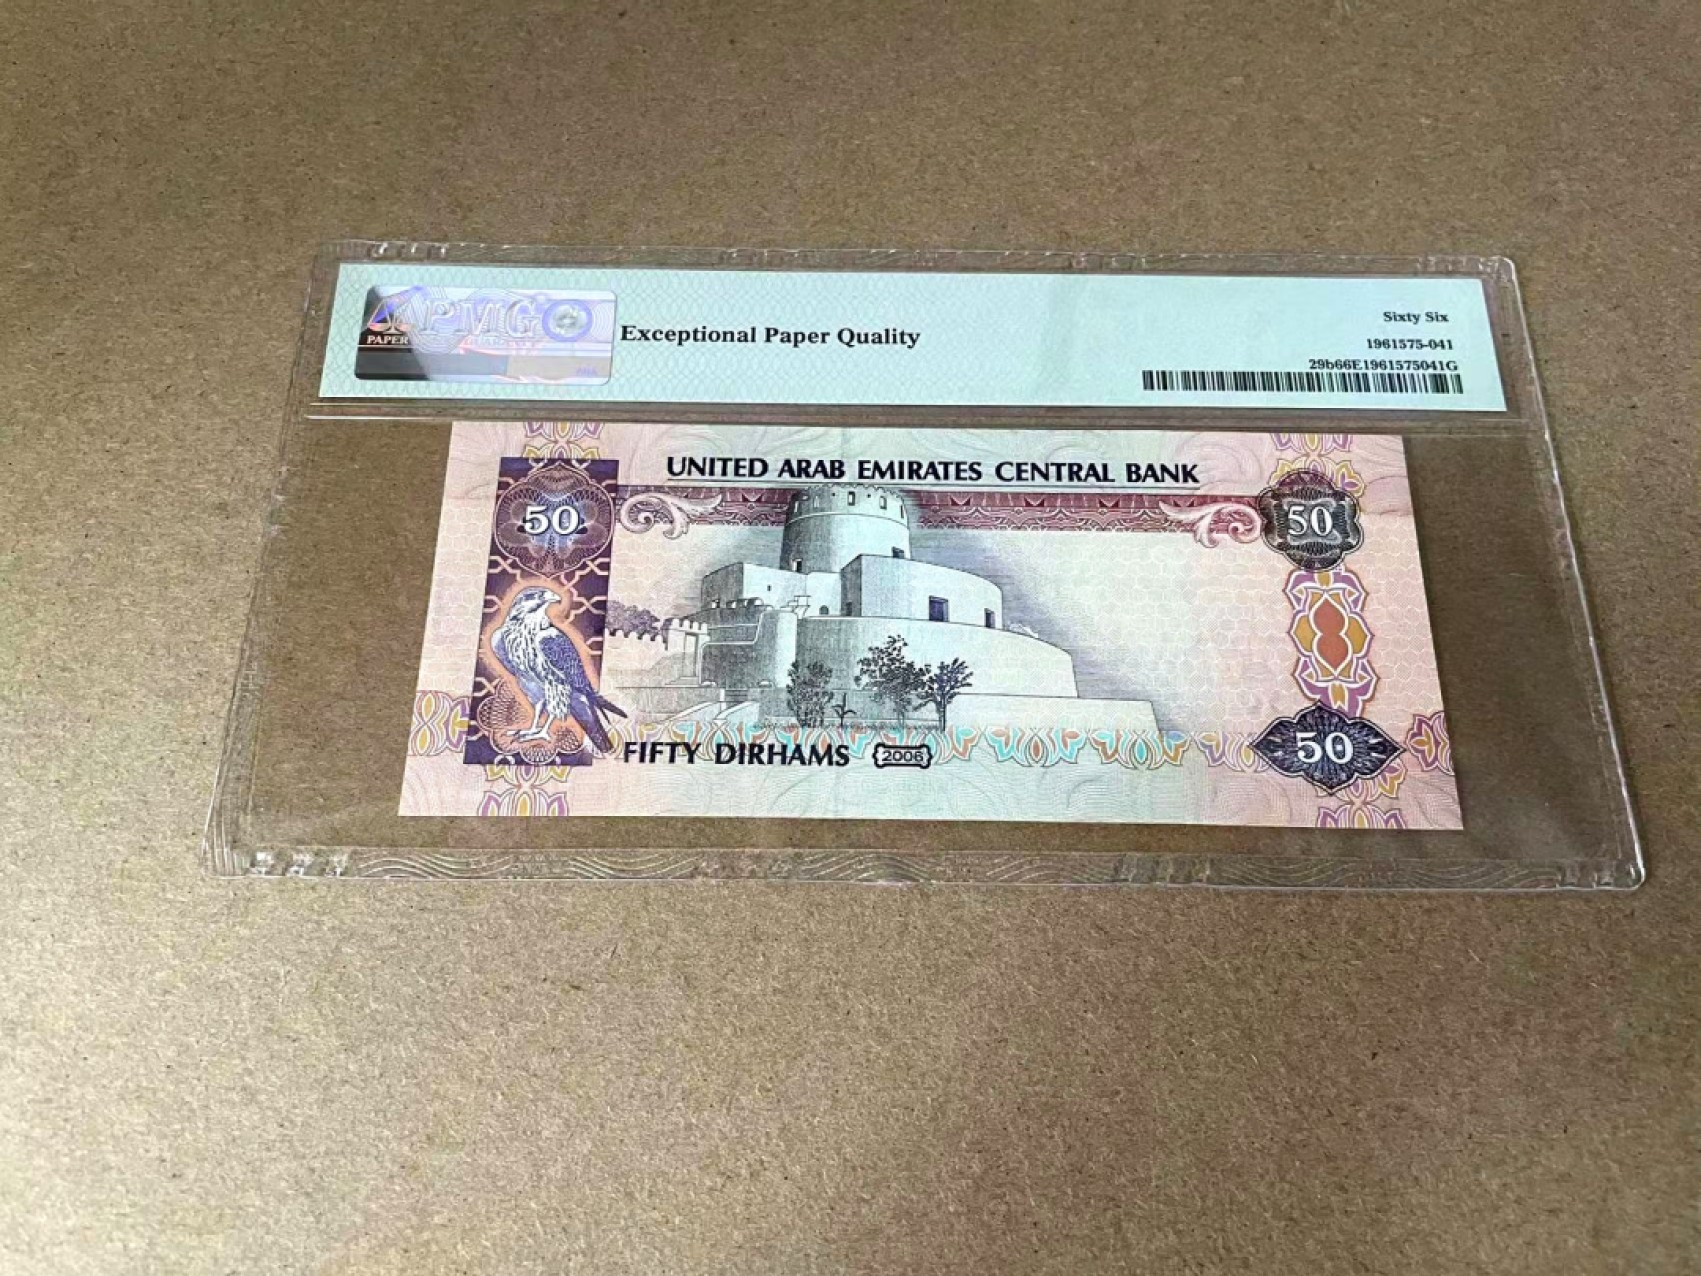 PMG
PAPER
Exceptional Paper Quality
Sixty Six
1961575-041
29b66E1961575041G
UNITED ARAB EMIRATES CENTRAL BANK
50
50
FIFTY DIRHAMS 2006
50